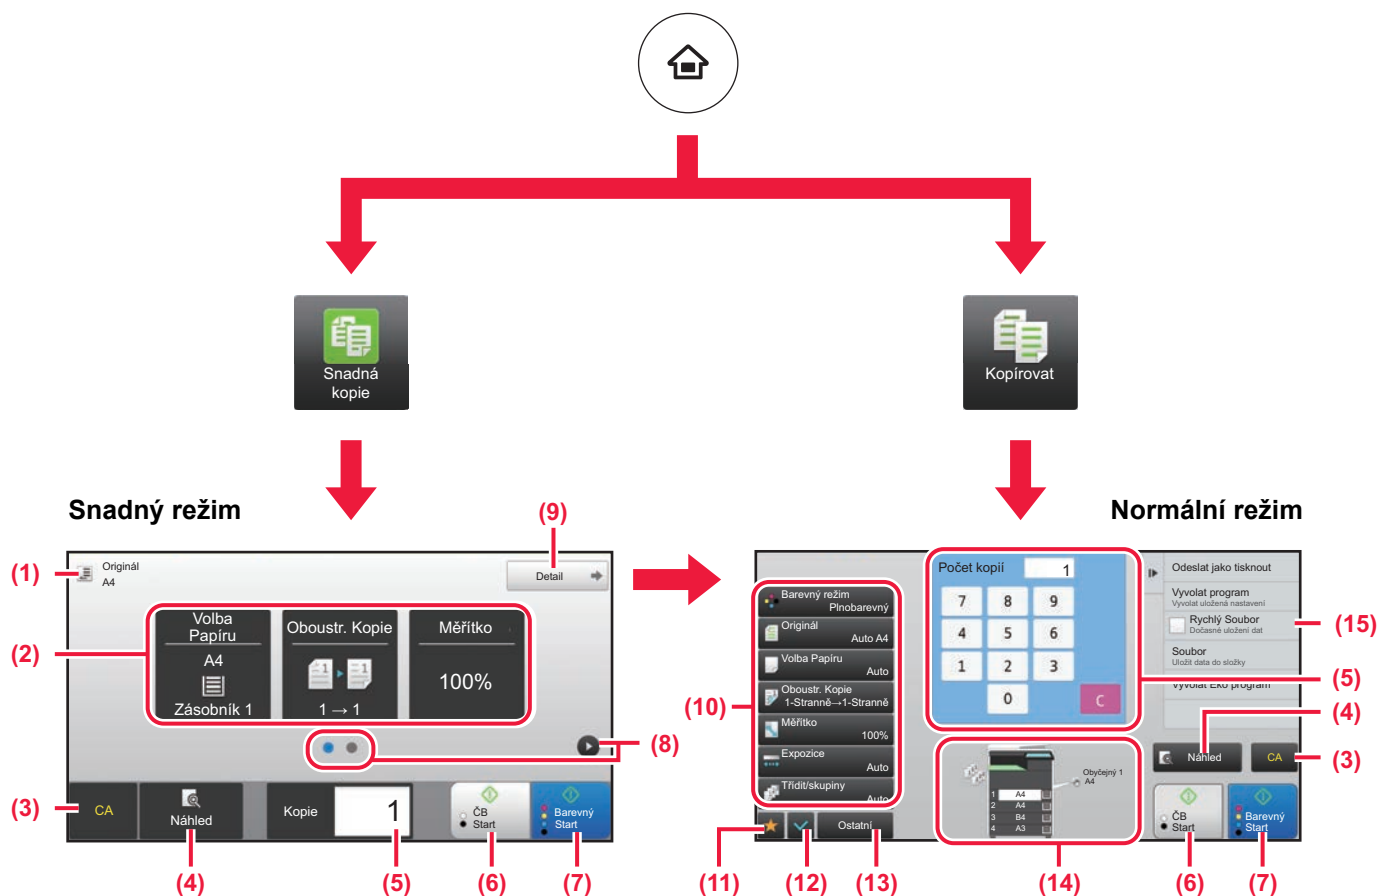 Snadná
kopie
Kopírovat
Snadný režim
(9)
Normální režim
(1)
Originál
A4
Detail
(2)
Volba
Papíru
A4
Zásobník 1
Oboustr. Kopie
1
1
1 → 1
Měřítko
100%
(8)
(3)
CA
Náhled
Kopie
1
ČB
Start
Barevný
Start
(4)
(5)
(6)
(7)
(10)
Barevný režim
Plnobarevný
Originál
Auto A4
Volba Papíru
Auto
Oboustr. Kopie
1-Stranně→1-Stranně
Měřítko
100%
Expozice
Auto
Třídit/skupiny
Auto
Ostatní
Počet kopií
1
7 8 9
4 5 6
1 2 3
0 C
Obyčejný 1
A4
1 A4
2 A4
3 B4
4 A3
Odeslat jako tisknout
Vyvolat program
Vyvolat uložená nastavení
Rychlý Soubor
Dočasné uložení dat
(15)
Soubor
Uložit data do složky
(5)
Vyvolat Eko program
(4)
Náhled
CA
(3)
ČB
Start
Barevný
Start
(11)
(12)
(13)
(14)
(6)
(7)